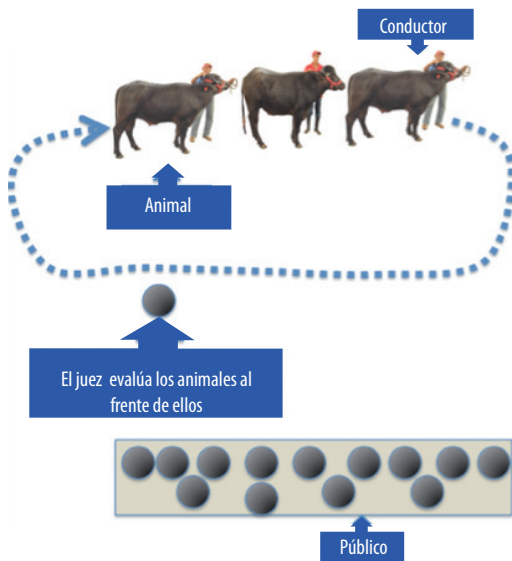 Conductor
Animal
El juez evalúa los animales al
frente de ellos
Público